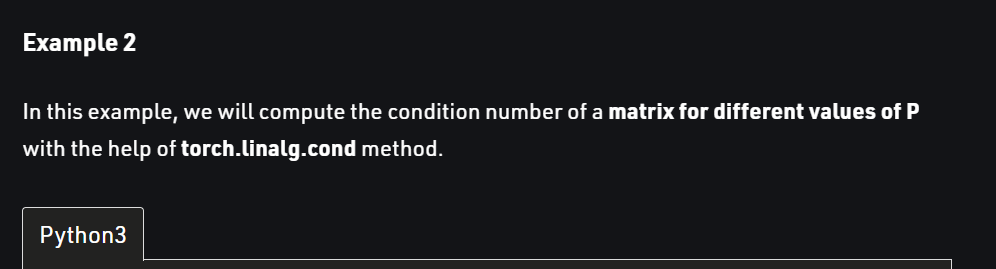 Example 2
In this example, we will compute the condition number of a matrix for different values of P
with the help of torch.linalg.cond method.
Python3